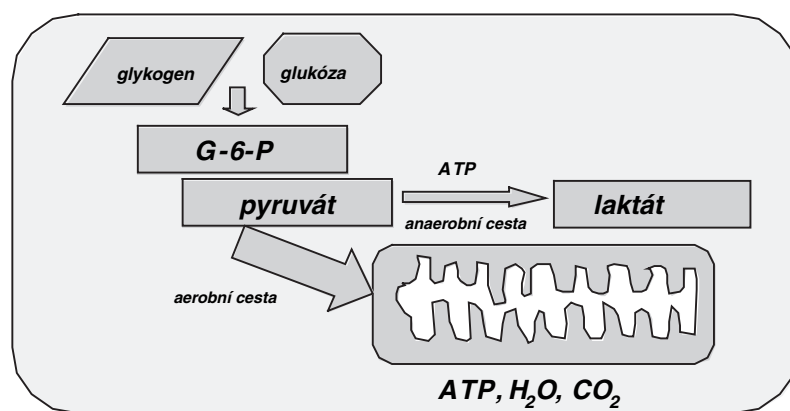 glykogen
glukóza
G-6-P
ATP
pyruvát
laktát
anaerobní cesta
aerobní cesta
ATP, H₂O, CO₂